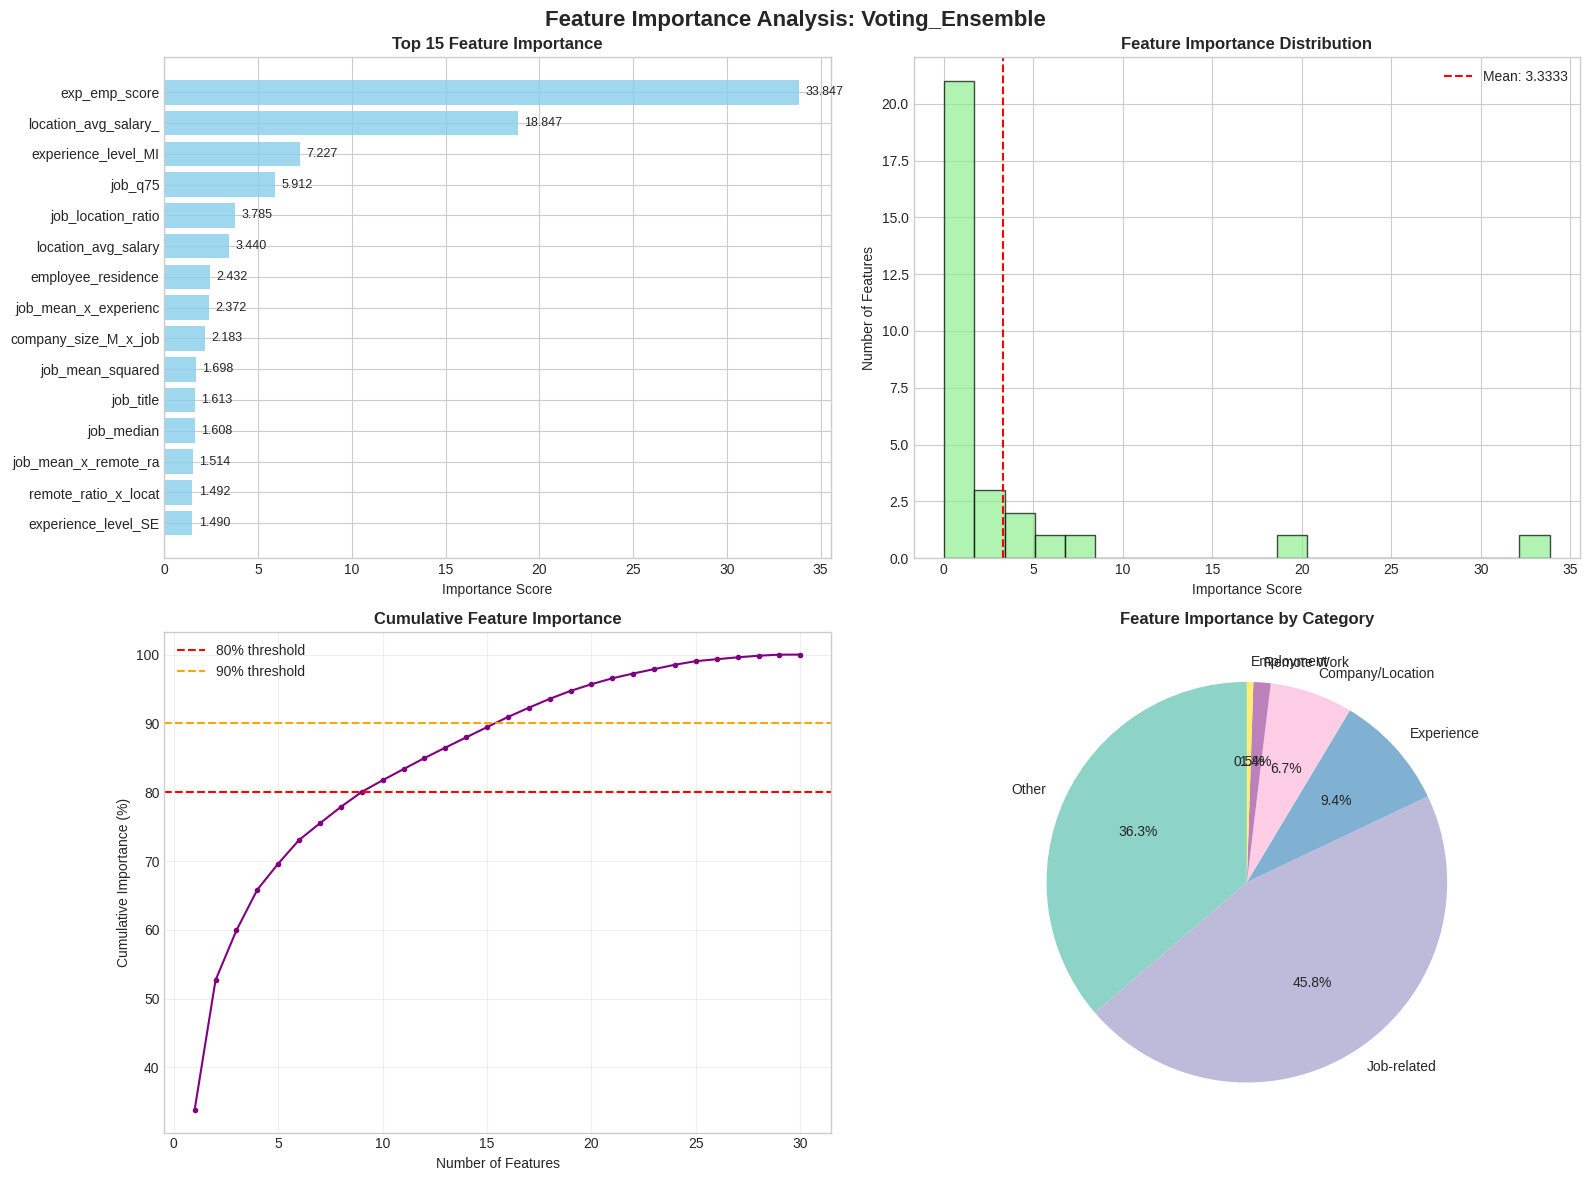 Feature Importance Analysis: Voting_Ensemble
Top 15 Feature Importance
exp_emp_score
33.847
location_avg_salary_
18.847
experience_level_MI
7.227
job_q75
5.912
job_location_ratio
3.785
location_avg_salary
3.440
employee_residence
2.432
job_mean_x_experienc
2.372
company_size_M_x_job
2.183
job_mean_squared
1.698
job_title
1.613
job_median
1.608
job_mean_x_remote_ra
1.514
remote_ratio_x_locat
1.492
experience_level_SE
1.490
0 5 10 15 20 25 30 35
Importance Score
Feature Importance Distribution
Mean: 3.3333
Number of Features
20.0
17.5
15.0
12.5
10.0
7.5
5.0
2.5
0.0
0 5 10 15 20 25 30 35
Importance Score
Cumulative Feature Importance
80% threshold
90% threshold
Cumulative Importance (%)
100
90
80
70
60
50
40
0 5 10 15 20 25 30
Number of Features
Feature Importance by Category
Employment
Remote Work
Company/Location
Experience
Other
Job-related
0.5%
1.4%
6.7%
9.4%
36.3%
45.8%